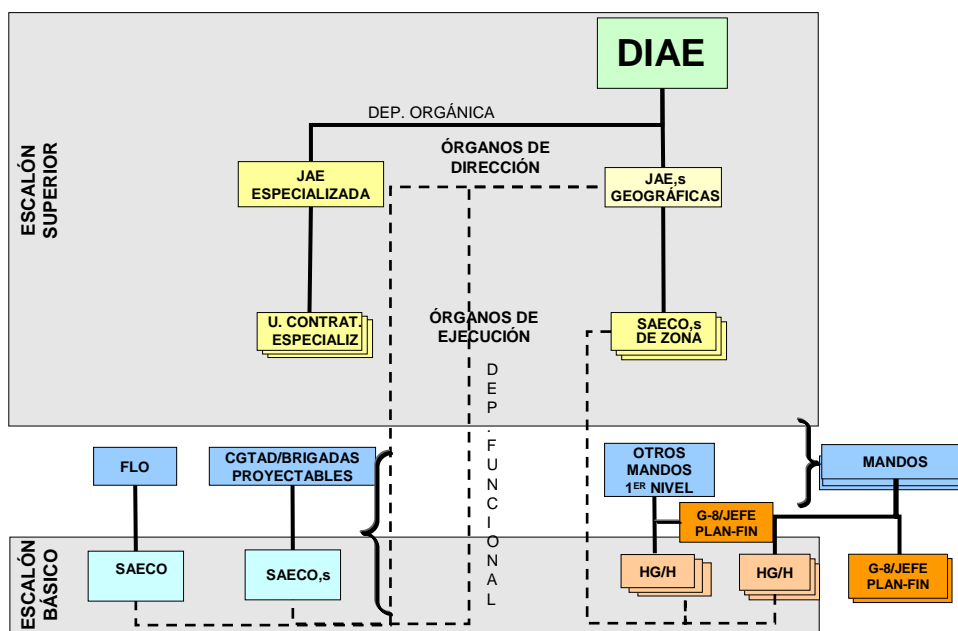 DIAE
DEP. ORGÁNICA
ÓRGANOS DE
DIRECCIÓN
ESCALÓN
SUPERIOR
JAE
ESPECIALIZADA
JAE,s
GEOGRÁFICAS
U. CONTRAT.
ESPECIALIZ
ÓRGANOS DE
EJECUCIÓN
SAECO,s
DE ZONA
DEP.FUNCIONAL
FLO
CGTAD/BRIGADAS
PROYECTABLES
OTROS
MANDOS
1ER NIVEL
MANDOS
G-8/JEFE
PLAN-FIN
ESCALÓN
BÁSICO
SAECO
SAECO,s
HG/H
HG/H
G-8/JEFE
PLAN-FIN